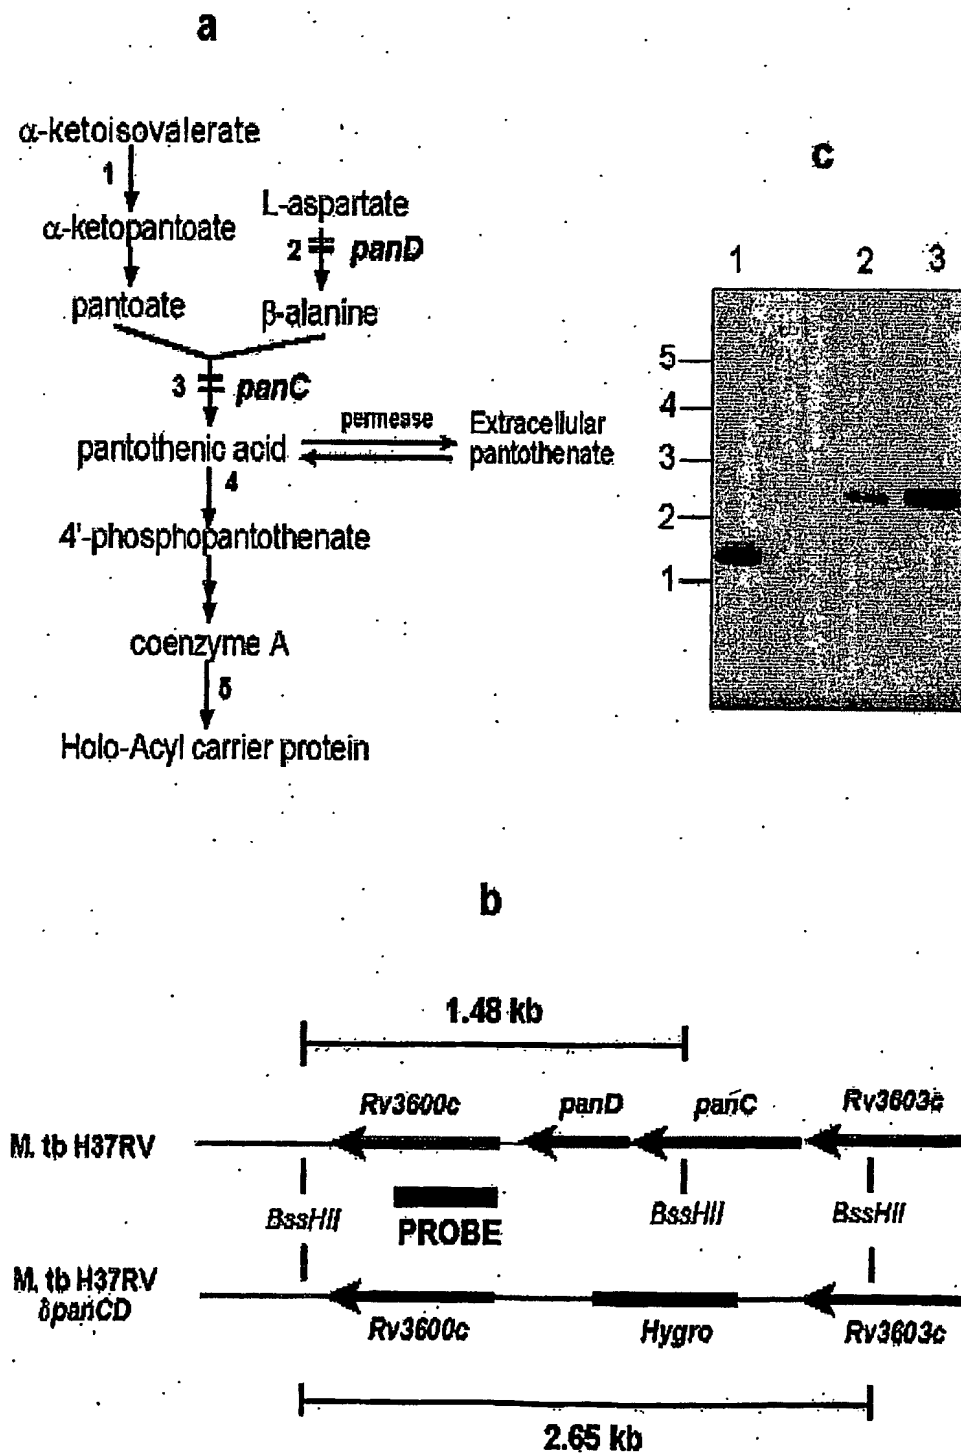 a
α-ketoisovalerate
1
α-ketopantoate
L-aspartate
2 panD
pantoate
β-alanine
3 panC
pantothenic acid
permease
Extracellular
pantothenate
4
4'-phosphopantothenate
coenzyme A
5
Holo-Acyl carrier protein
c
1 2 3
5
4
3
2
1
b
1.48 kb
Rv3600c panD panC Rv3603c
M. tb H37RV
BssHII BssHII BssHII
PROBE
M. tb H37RV
δpanCD
Rv3600c Hygro Rv3603c
2.65 kb